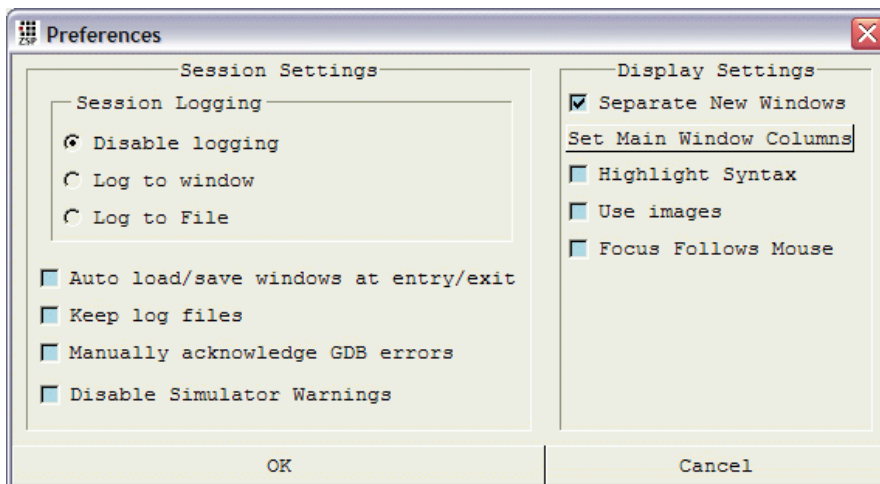 ZSP Preferences
Session Settings
Session Logging
Disable logging
Log to window
Log to File
Auto load/save windows at entry/exit
Keep log files
Manually acknowledge GDB errors
Disable Simulator Warnings
Display Settings
Separate New Windows
Set Main Window Columns
Highlight Syntax
Use images
Focus Follows Mouse
OK
Cancel